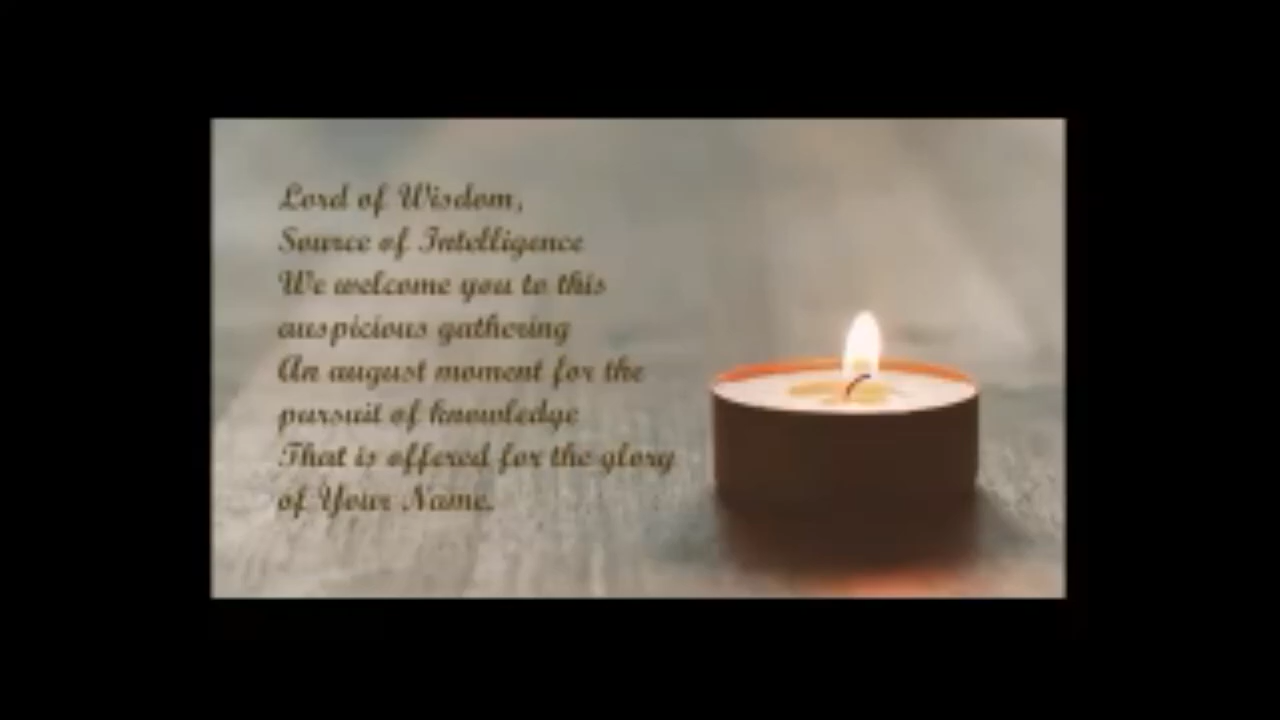 Lord of Wisdom,
Source of Intelligence
We welcome you to this
auspicious gathering
An august moment for the
pursuit of knowledge
That is offered for the glory
of Your Name.